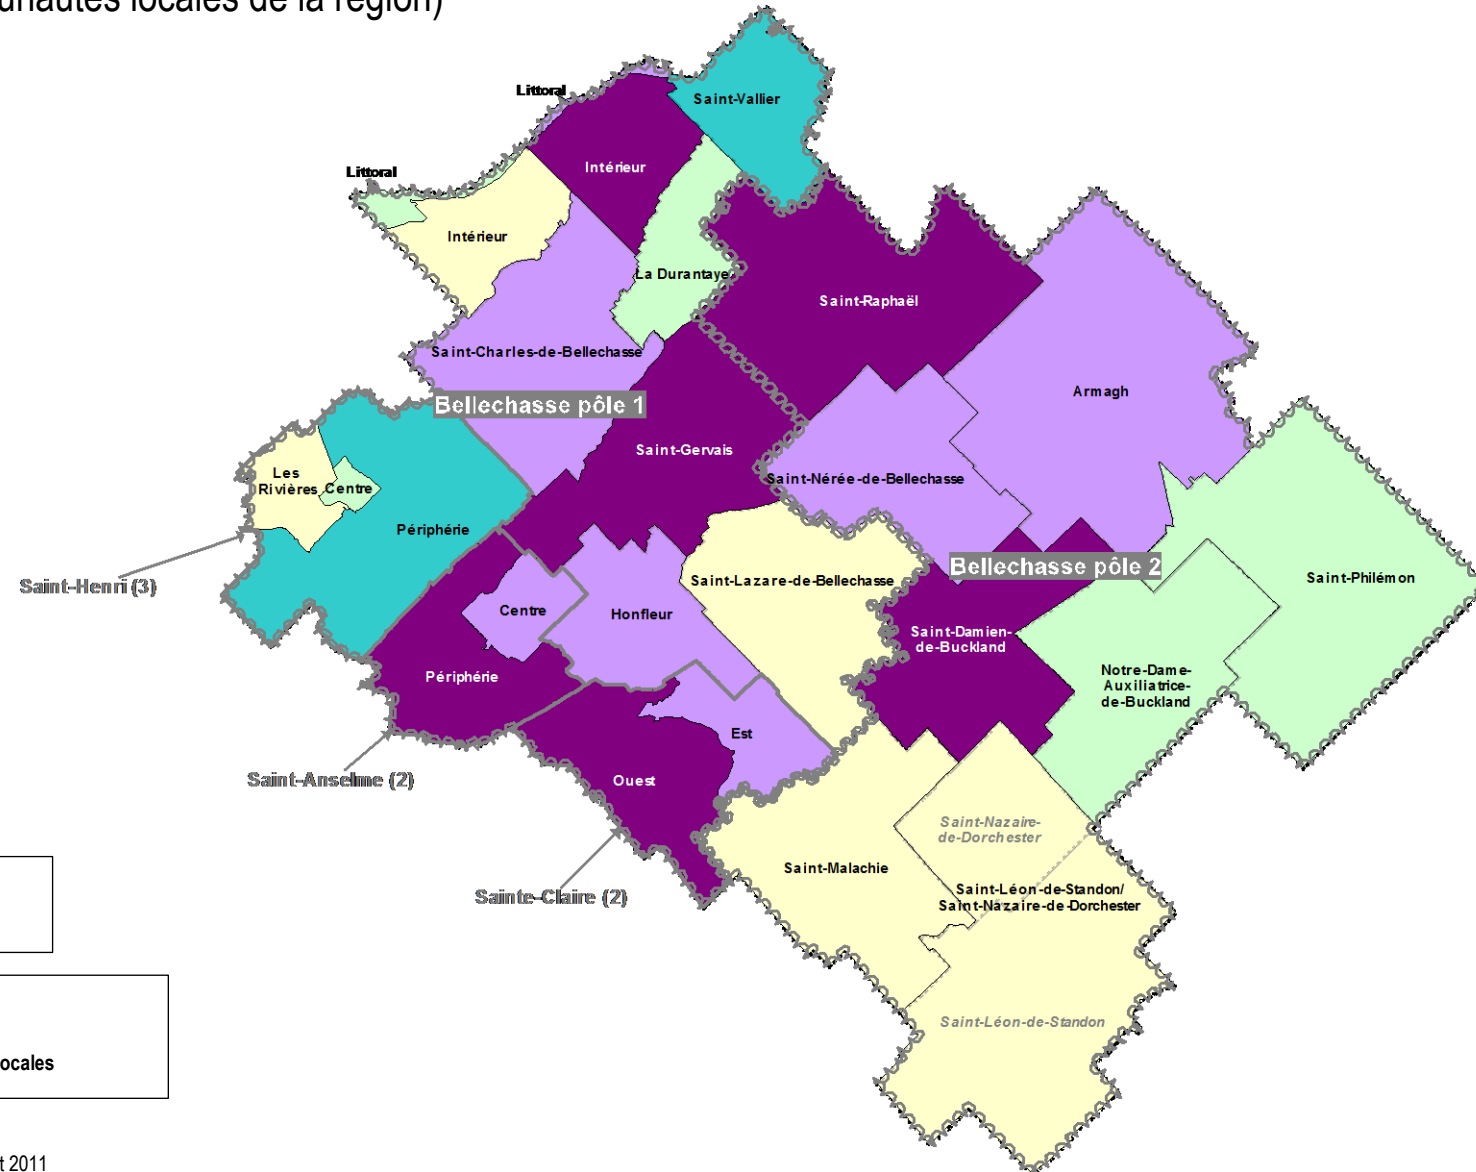 unautés locales de la région)
Saint-Vallier
Littoral
Intérieur
Littoral
Intérieur
La Durantaye
Saint-Raphaël
Saint-Charles-de-Bellechasse
Armagh
Bellechasse pôle 1
Saint-Gervais
Les
Rivières
Centre
Saint-Nérée-de-Bellechasse
Périphérie
Saint-Henri (3)
Bellechasse pôle 2
Saint-Lazare-de-Bellechasse
Saint-Philémon
Centre
Honfleur
Saint-Damien-
de-Buckland
Périphérie
Notre-Dame-
Auxiliatrice-
de-Buckland
Est
Saint-Anselme (2)
Ouest
Saint-Nazaire-
de-Dorchester
Saint-Malachie
Sainte-Claire (2)
Saint-Léon-de-Standon/
Saint-Nazaire-de-Dorchester
Saint-Léon-de-Standon
ocales
t 2011